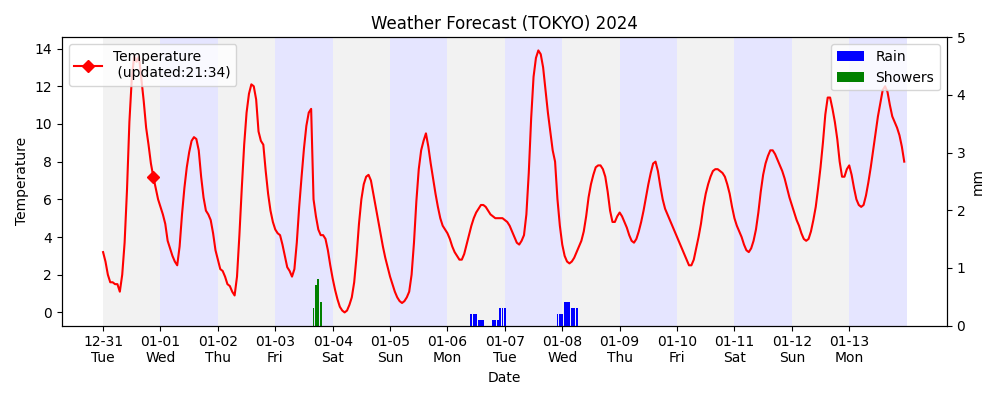 Weather Forecast (TOKYO) 2024
Temperature
(updated:21:34)
Rain
Showers
14
12
10
8
6
4
2
0
Temperature
5
4
3
2
1
0
mm
12-31 01-01 01-02 01-03 01-04 01-05 01-06 01-07 01-08 01-09 01-10 01-11 01-12 01-13
Tue Wed Thu Fri Sat Sun Mon Tue Wed Thu Fri Sat Sun Mon
Date